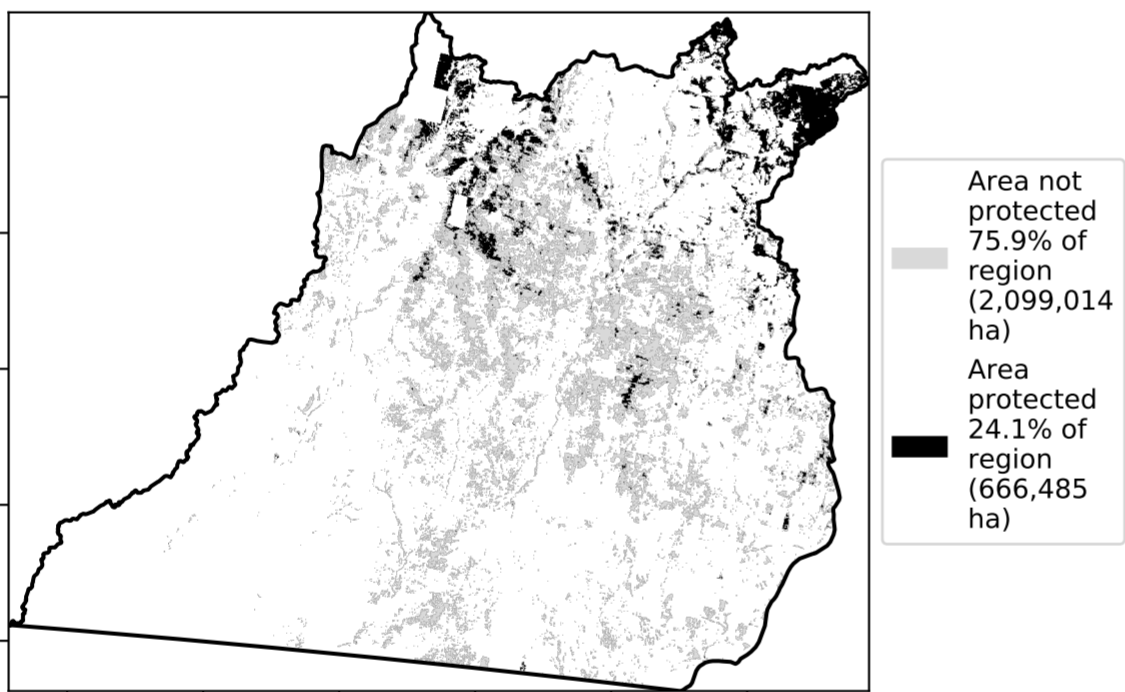 Area not
protected
75.9% of
region
(2,099,014
ha)
Area
protected
24.1% of
region
(666,485
ha)